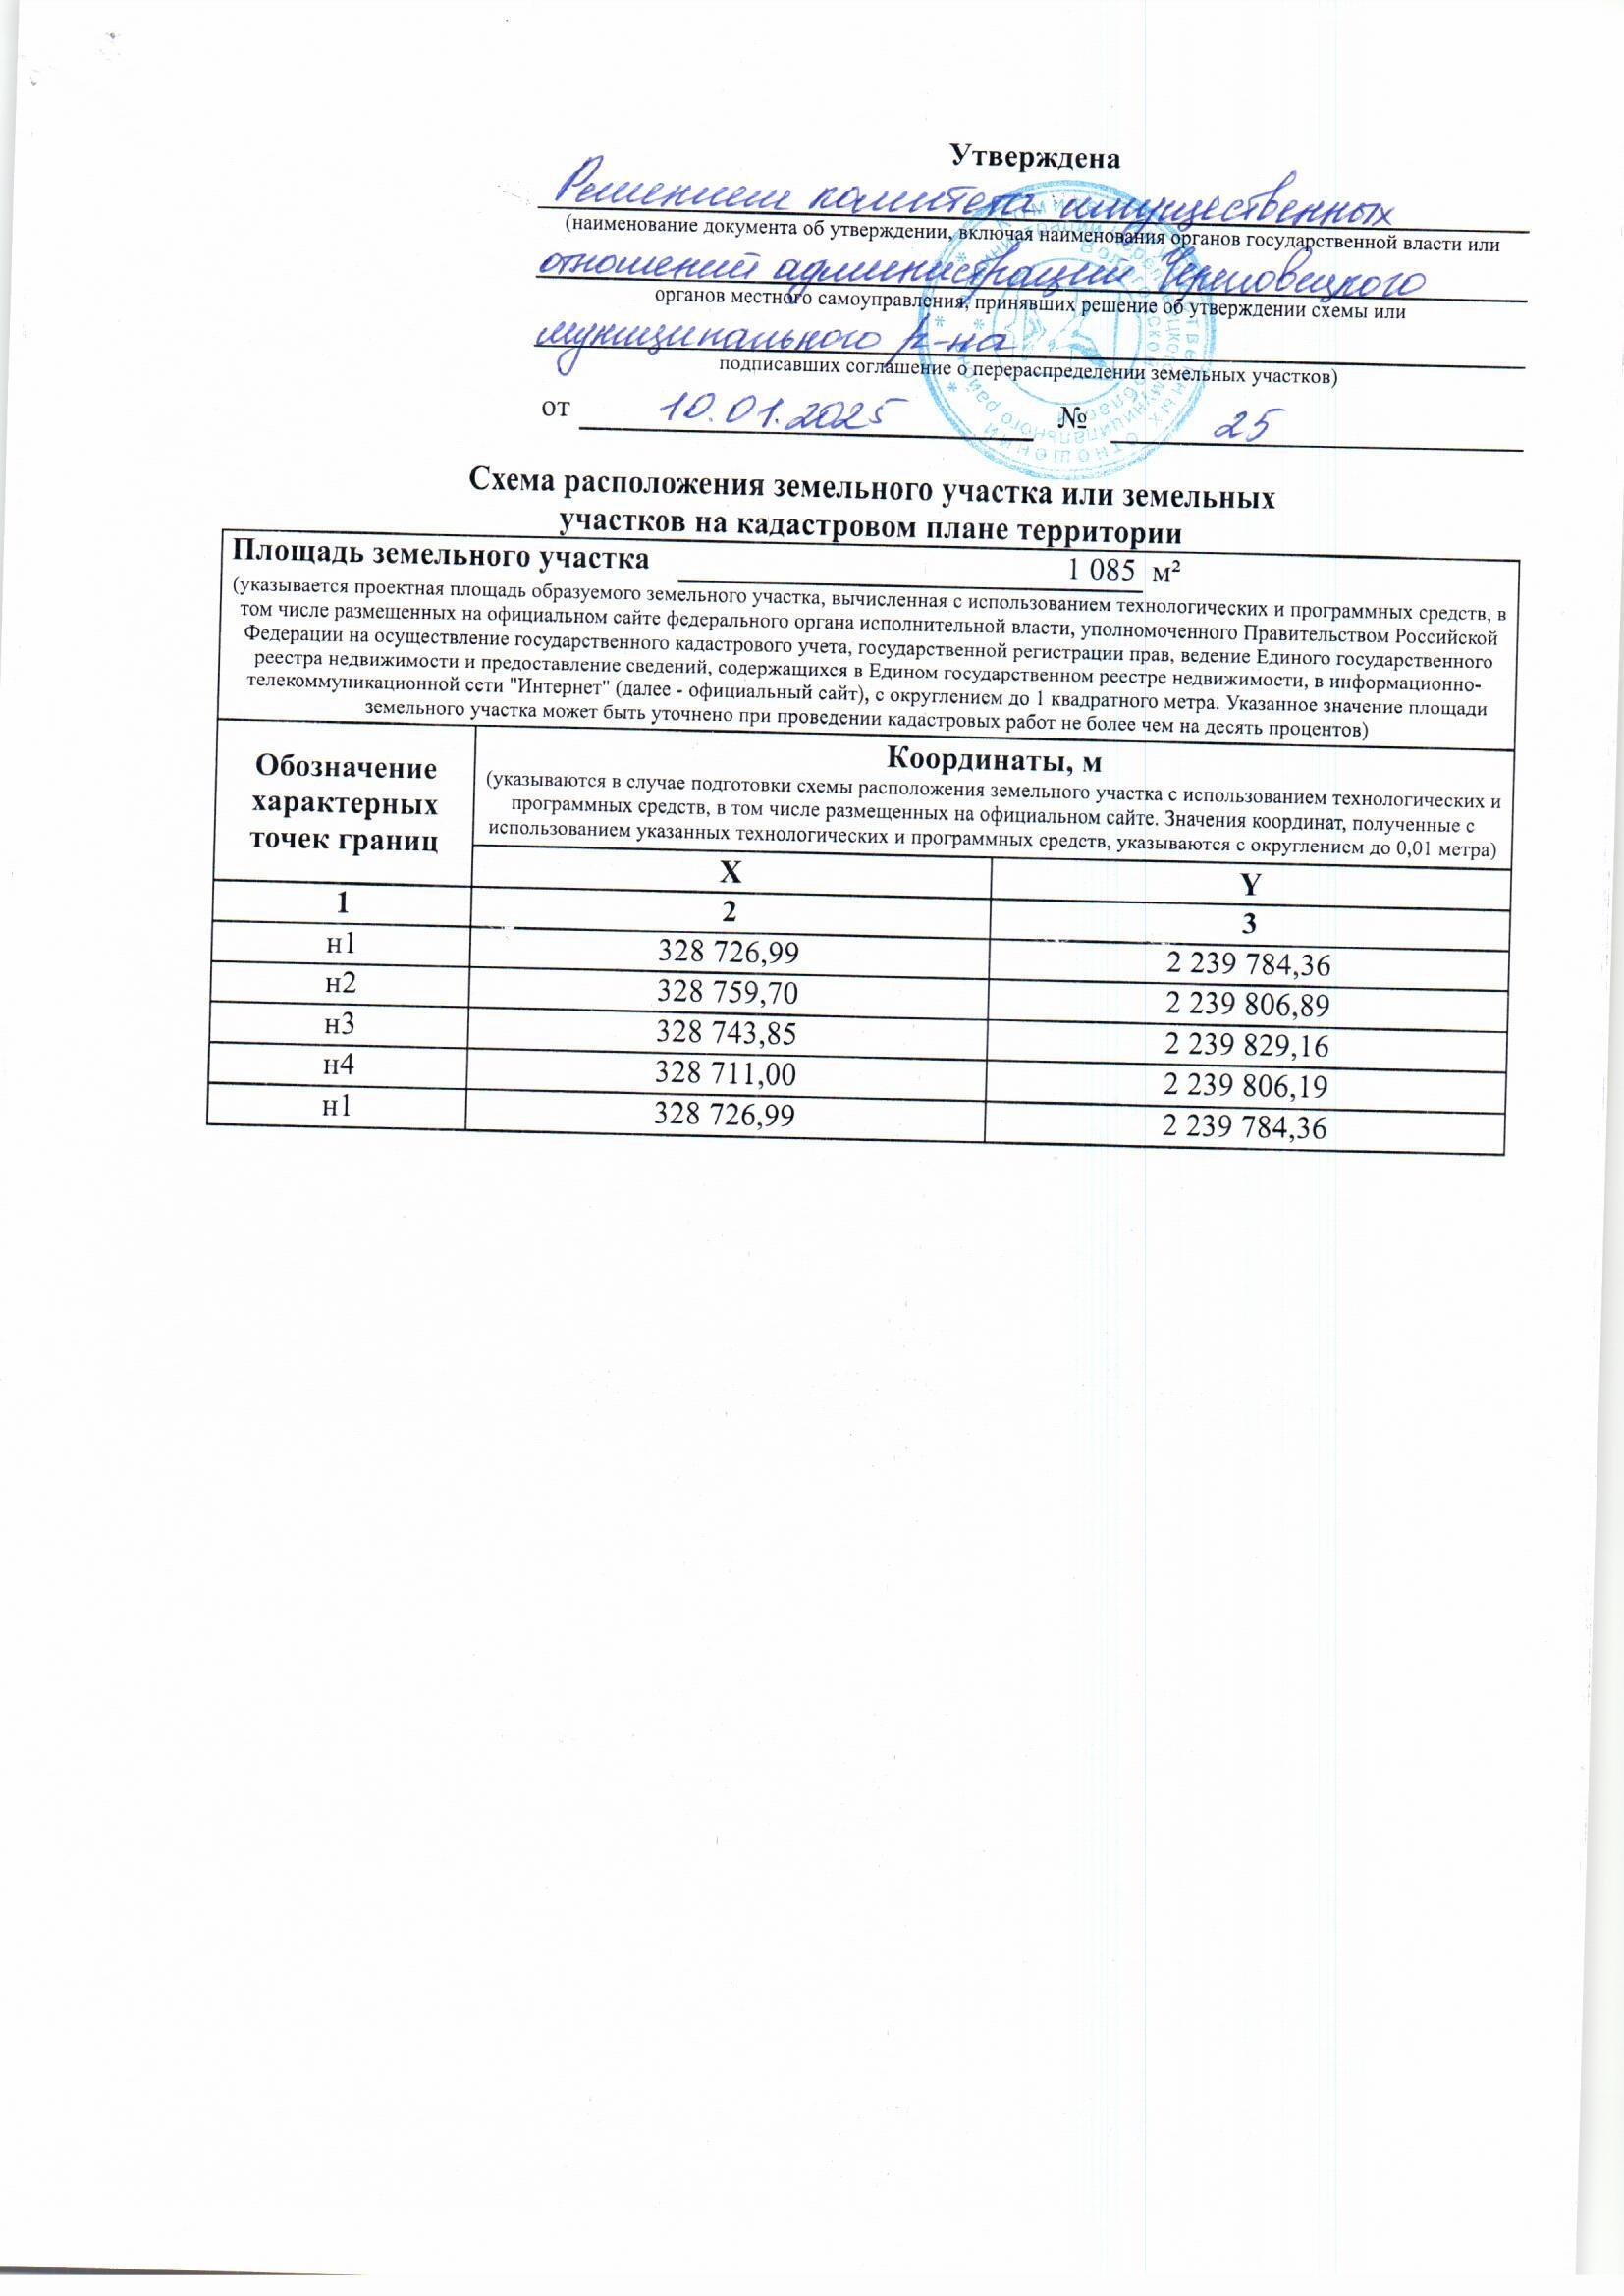 Утверждена
Решением комитета имущественных
(наименование документа об утверждении, включая наименования органов государственной власти или
отношений администрации Череповецкого
органов местного самоуправления, принявших решение об утверждении схемы или
муниципального р-на
подписавших соглашение о перераспределении земельных участков)
от 10.01.2025 № 25
Схема расположения земельного участка или земельных
участков на кадастровом плане территории
Площадь земельного участка 1 085 м²
(указывается проектная площадь образуемого земельного участка, вычисленная с использованием технологических и программных средств, в
том числе размещенных на официальном сайте федерального органа исполнительной власти, уполномоченного Правительством Российской
Федерации на осуществление государственного кадастрового учета, государственной регистрации прав, ведение Единого государственного
реестра недвижимости и предоставление сведений, содержащихся в Едином государственном реестре недвижимости, в информационно-
телекоммуникационной сети "Интернет" (далее - официальный сайт), с округлением до 1 квадратного метра. Указанное значение площади
земельного участка может быть уточнено при проведении кадастровых работ не более чем на десять процентов)
Обозначение
характерных
точек границ
Координаты, м
(указываются в случае подготовки схемы расположения земельного участка с использованием технологических и
программных средств, в том числе размещенных на официальном сайте. Значения координат, полученные с
использованием указанных технологических и программных средств, указываются с округлением до 0,01 метра)
X Y
1 2 3
н1 328 726,99 2 239 784,36
н2 328 759,70 2 239 806,89
н3 328 743,85 2 239 829,16
н4 328 711,00 2 239 806,19
н1 328 726,99 2 239 784,36